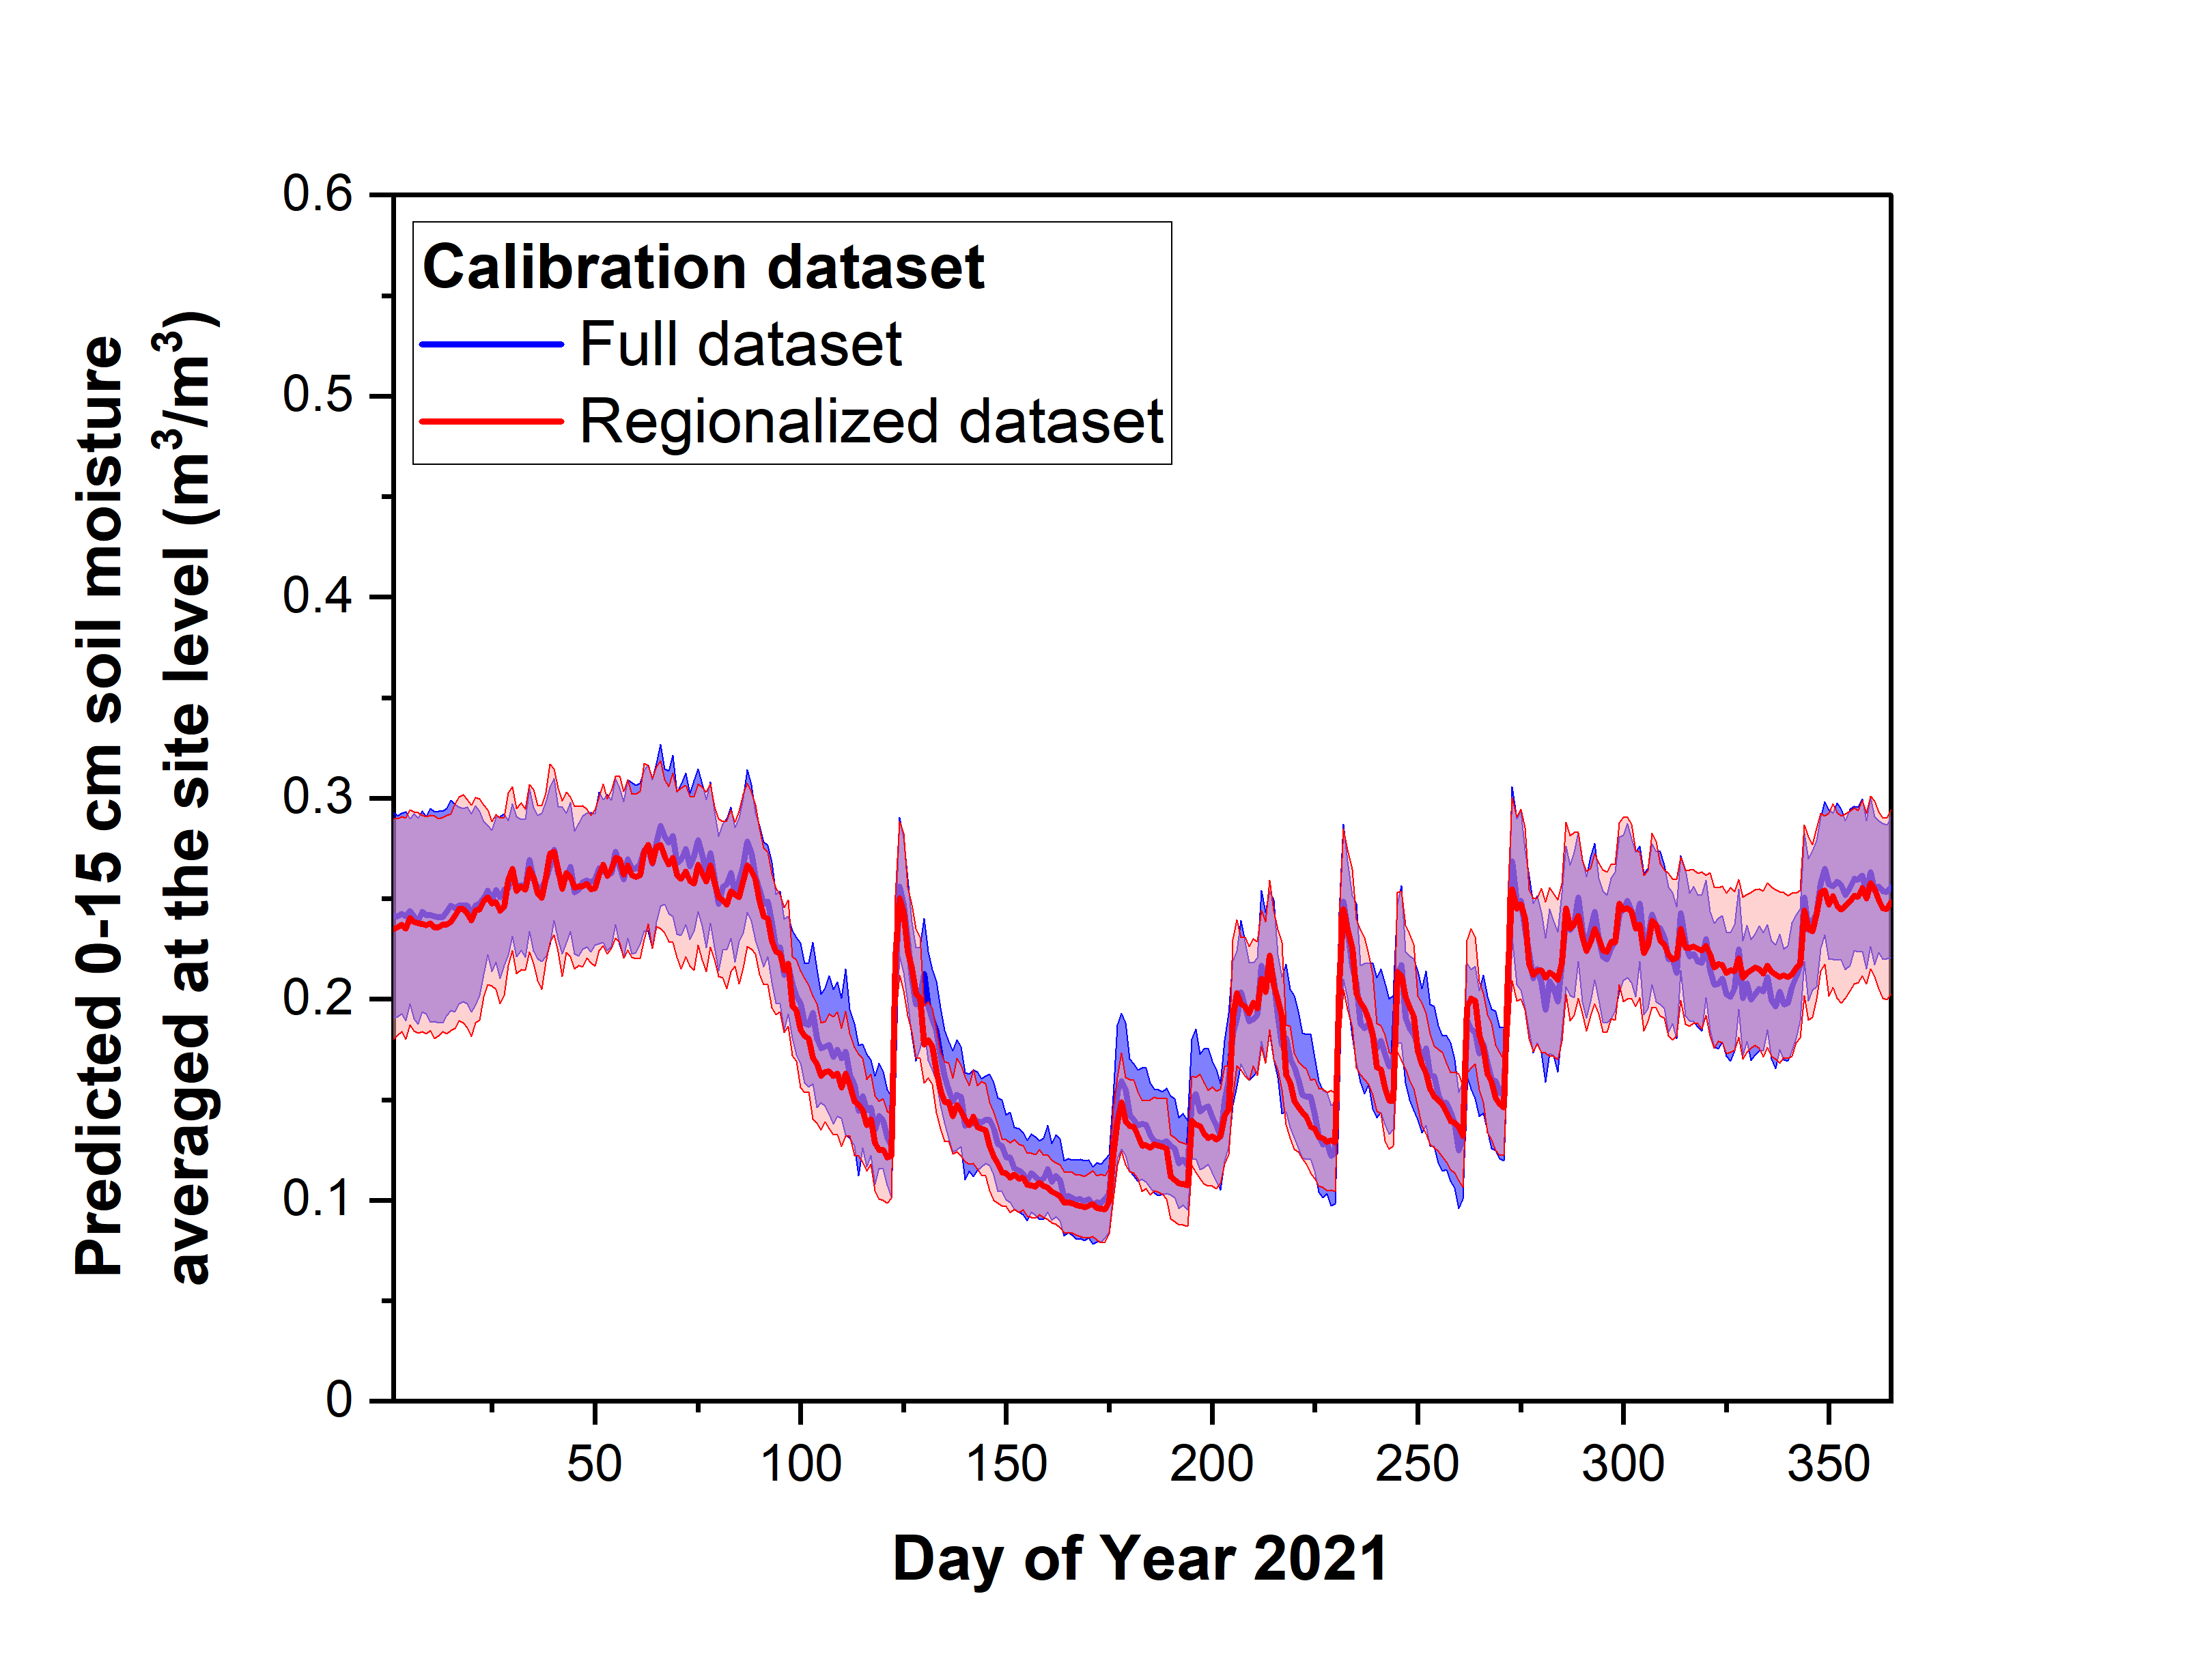 0.6
0.5
0.4
0.3
0.2
0.1
0
Calibration dataset
Full dataset
Regionalized dataset
Predicted 0-15 cm soil moisture
averaged at the site level (m³/m³)
50 100 150 200 250 300 350
Day of Year 2021